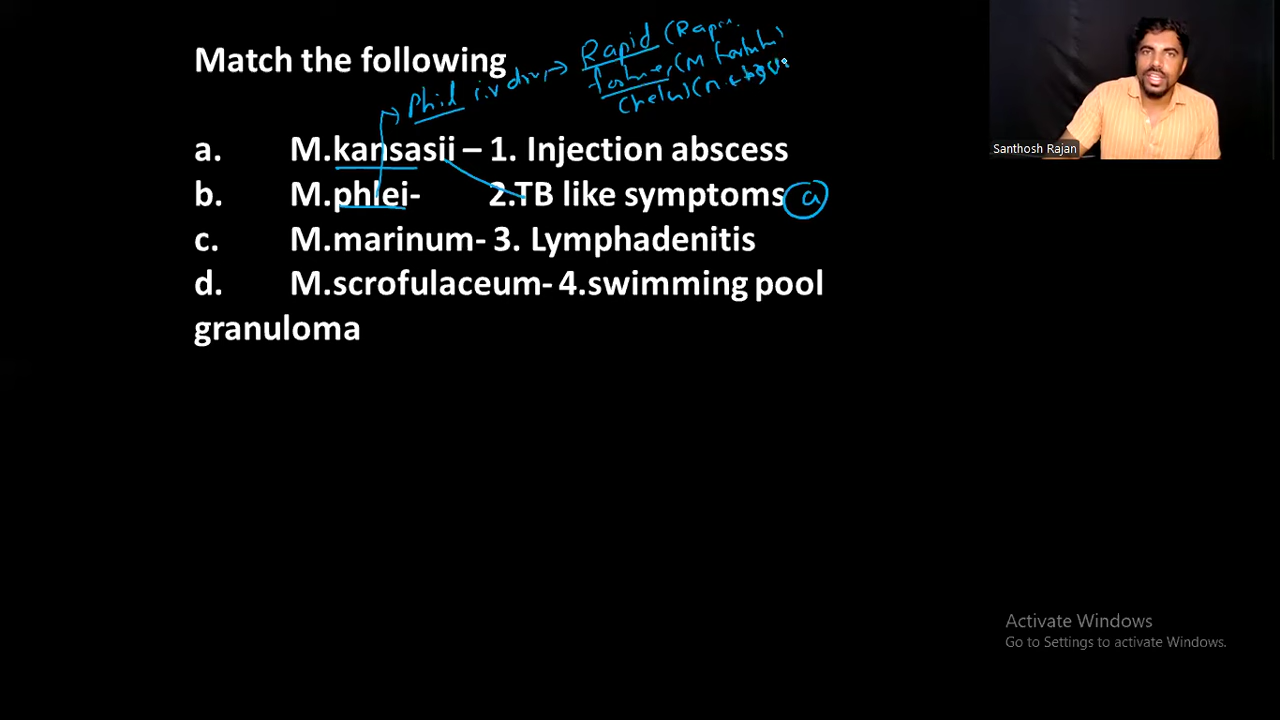 Match the following
Rapid
Phil i.v
a. M.kansasii – 1. Injection abscess
b. M.phlei- 2.TB like symptoms a
c. M.marinum- 3. Lymphadenitis
d. M.scrofulaceum- 4.swimming pool
granuloma
Santhosh Rajan
Activate Windows
Go to Settings to activate Windows.